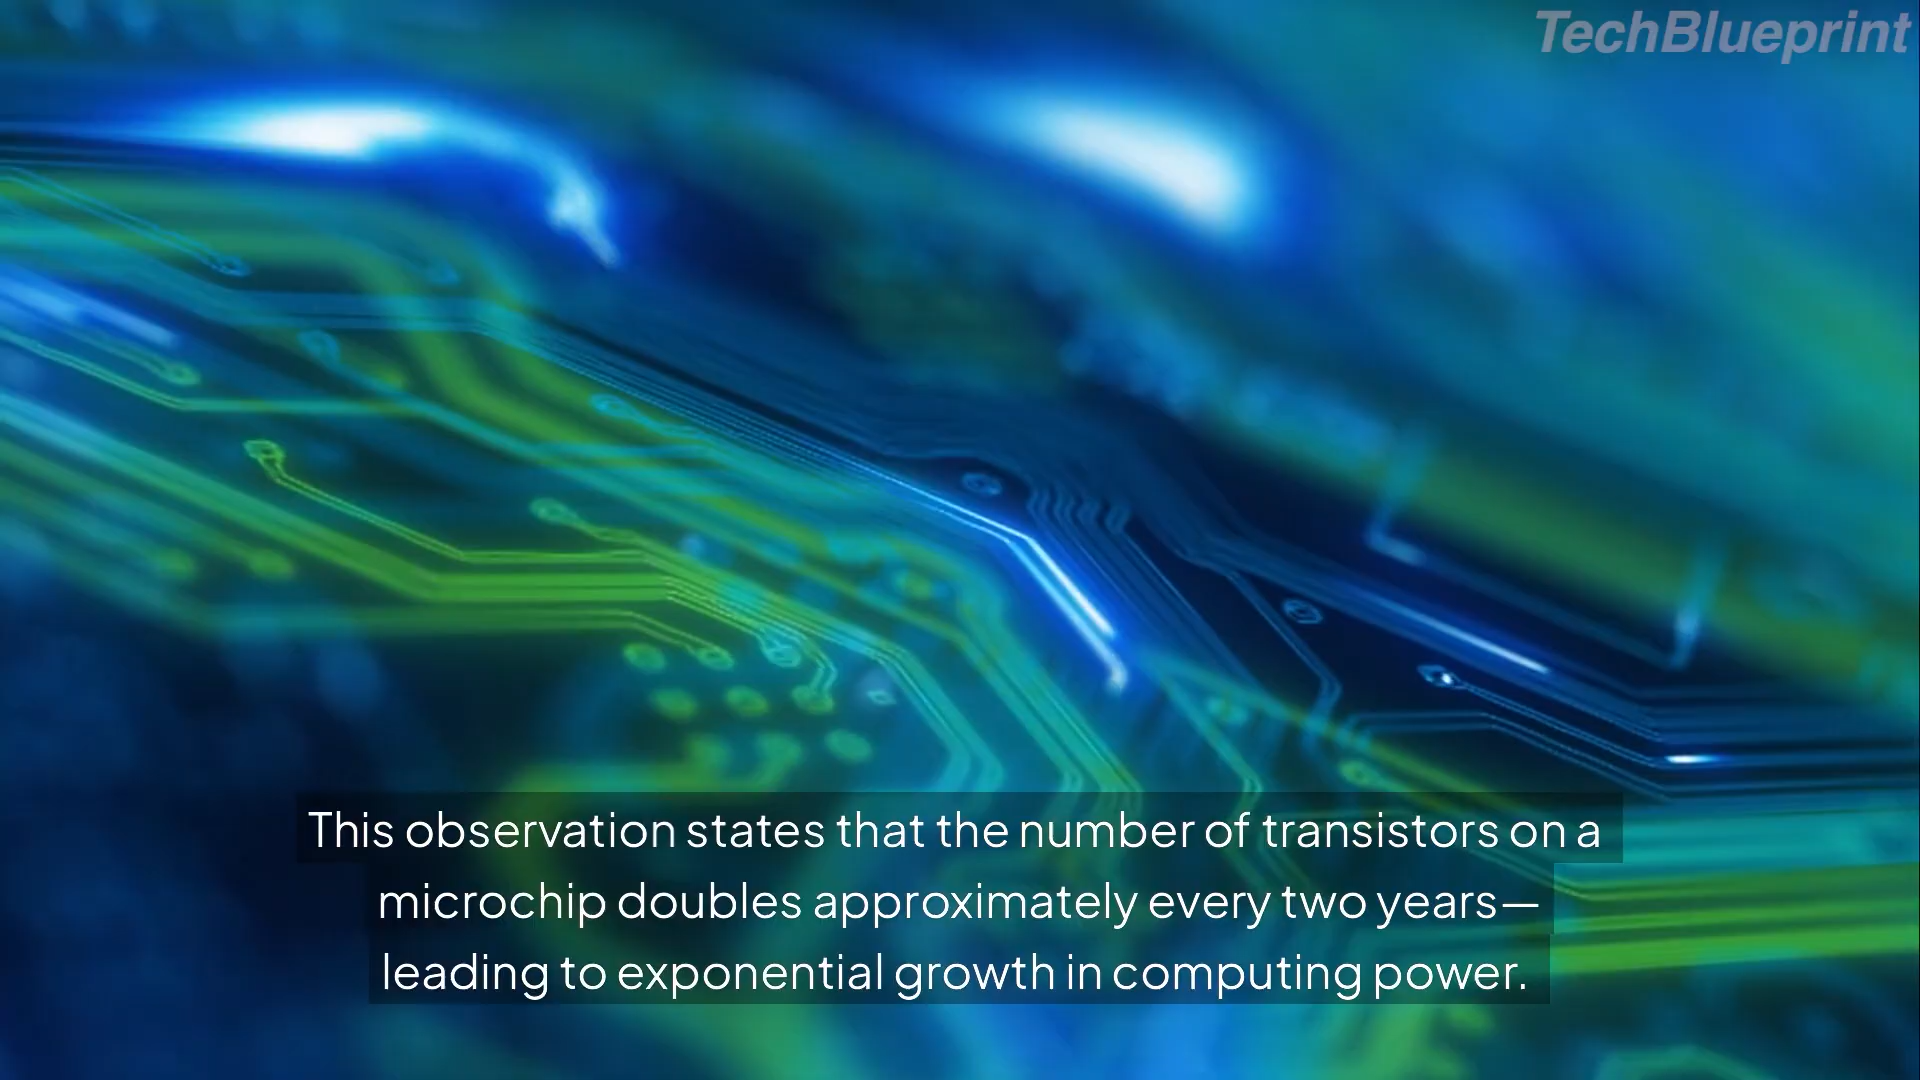 TechBlueprint
This observation states that the number of transistors on a
microchip doubles approximately every two years—
leading to exponential growth in computing power.